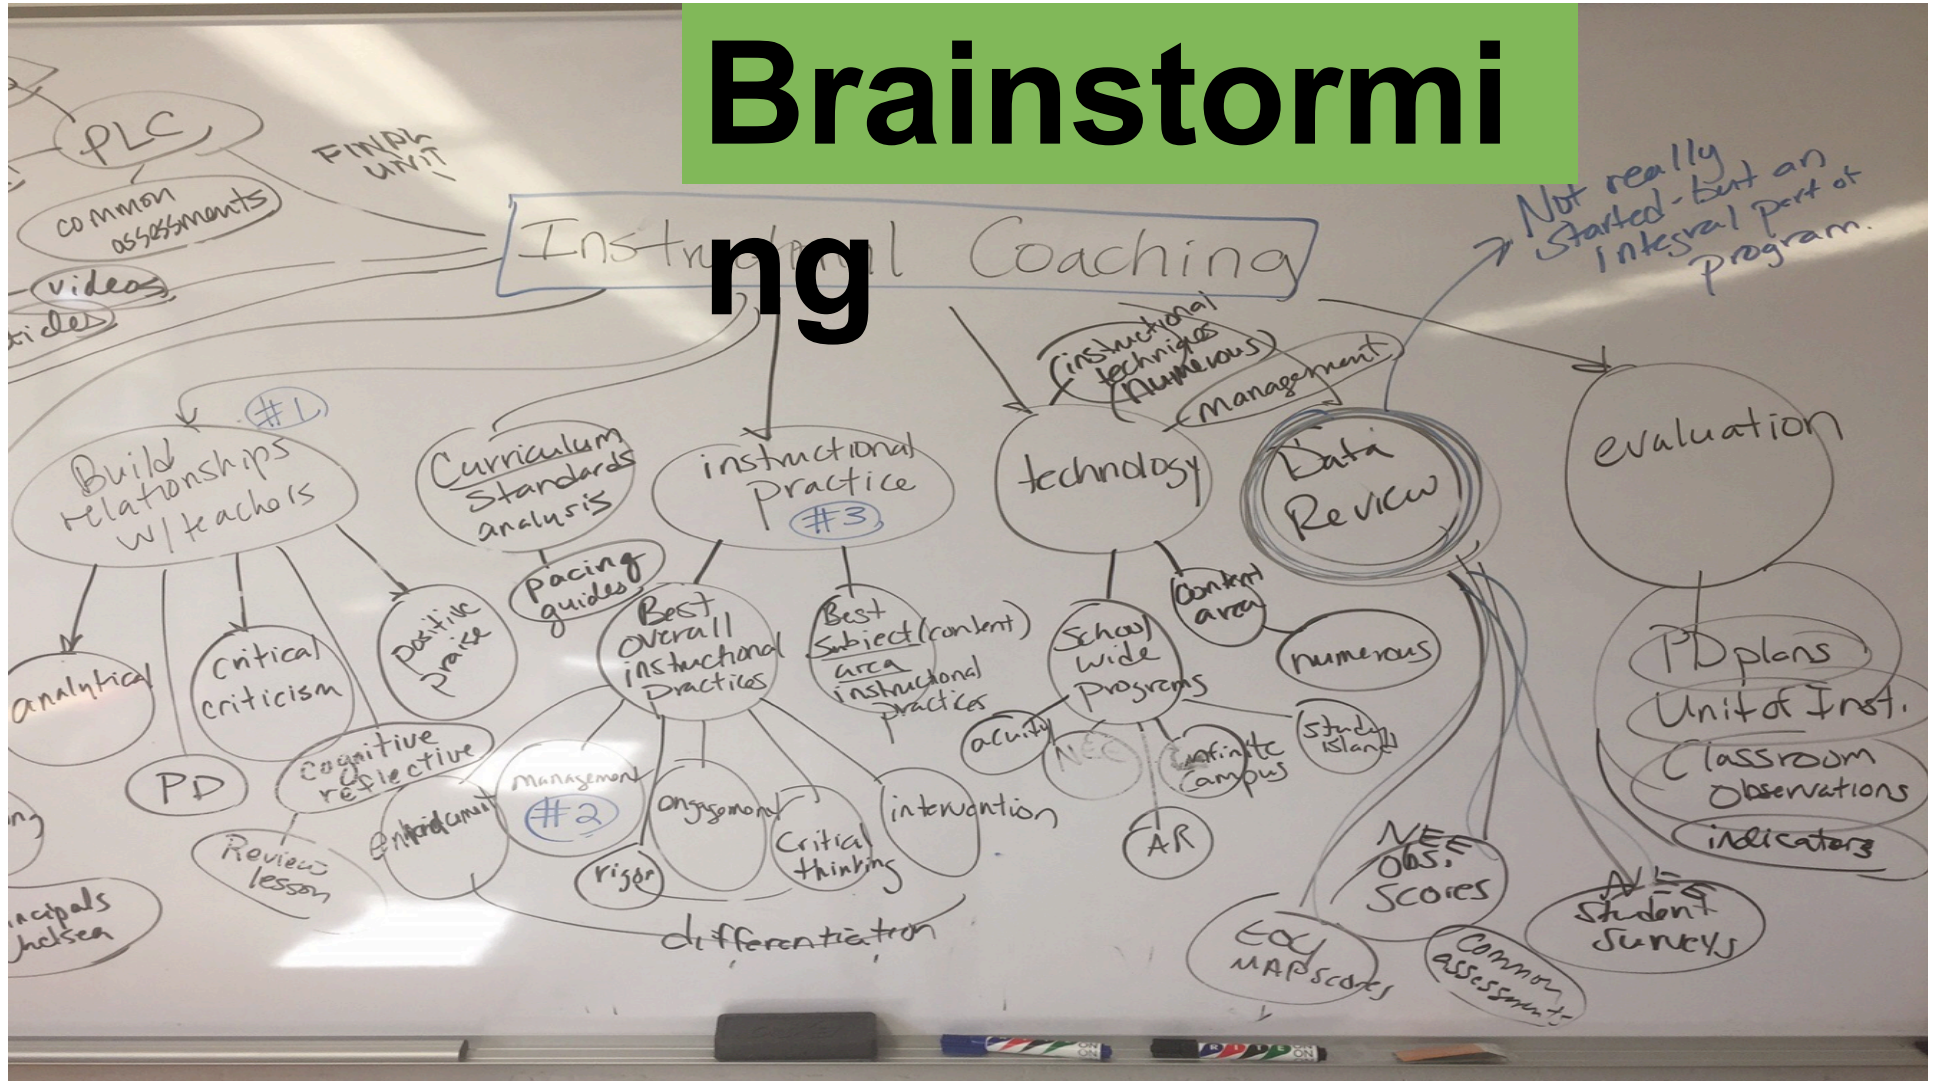 Brainstormi
ng
PLC
common
assessments
videos
FINAL
UNIT
Instructional Coaching
Not really
started - but an
integral part of
program.
#1
Build
relationships
w/teachers
analytical
PD
critical
criticism
cognitive
reflective
Review
lesson
positive
praise
Curriculum
Standards
analysis
pacing
guides
instructional
practice
#3
Best
overall
instructional
practices
management
#2
rigor
engagement
Critical
thinking
intervention
differentiation
Best
Subject (content)
area
instructional
practices
technology
instructional
techniques
(numerous)
management
School
wide
programs
acuity
NEE
infinite
campus
Study
island
AR
content
area
numerous
Data
Review
EOC
MAP scores
NEE
obs.
Scores
Common
assessments
NEE
Student
Surveys
evaluation
PD plans
Unit of Inst.
Classroom
Observations
indicators